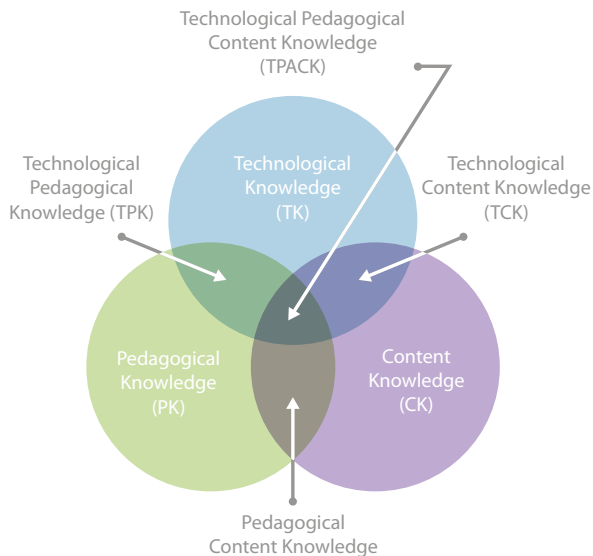 Technological Pedagogical
Content Knowledge
(TPACK)
Technological
Pedagogical
Knowledge (TPK)
Technological
Knowledge
(TK)
Technological
Content Knowledge
(TCK)
Pedagogical
Knowledge
(PK)
Content
Knowledge
(CK)
Pedagogical
Content Knowledge